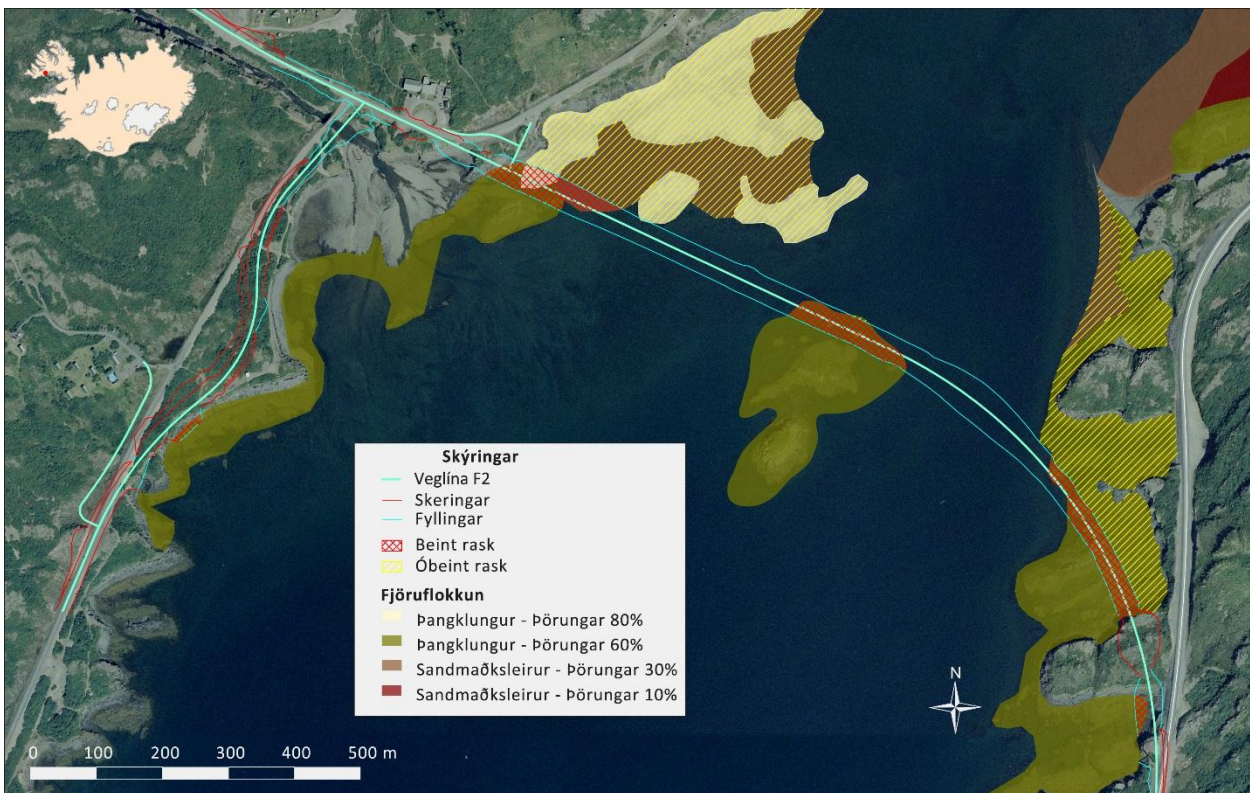 Skýringar
Veglína F2
Skeringar
Fyllingar
Beint rask
Óbeint rask
Fjöruflokkun
Þangklungur - Þörungar 80%
Þangklungur - Þörungar 60%
Sandmaðksleirur - Þörungar 30%
Sandmaðksleirur - Þörungar 10%
N
0 100 200 300 400 500 m